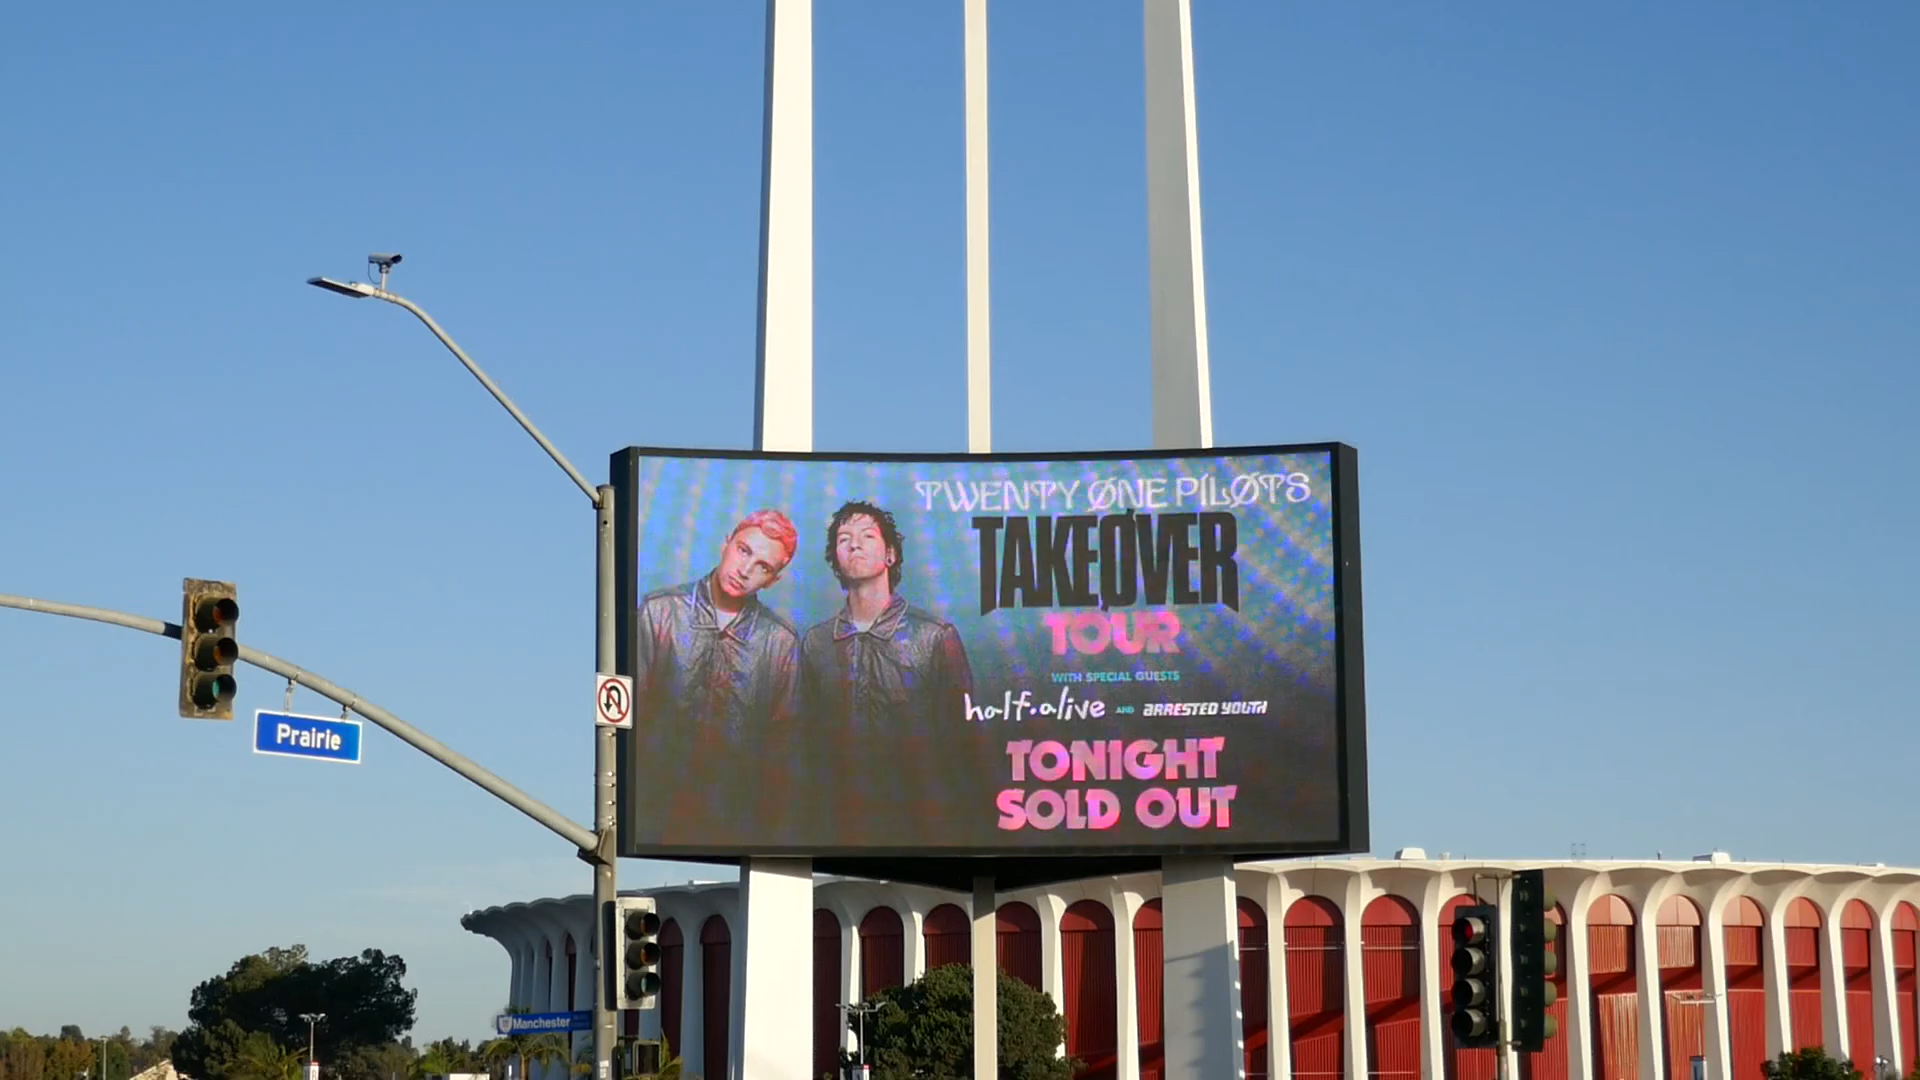 TWENTY ØNE PILØTS
TAKEØVER
TOUR
WITH SPECIAL GUESTS
half·alive AND ARRESTED YOUTH
TONIGHT
SOLD OUT
Prairie
Manchester